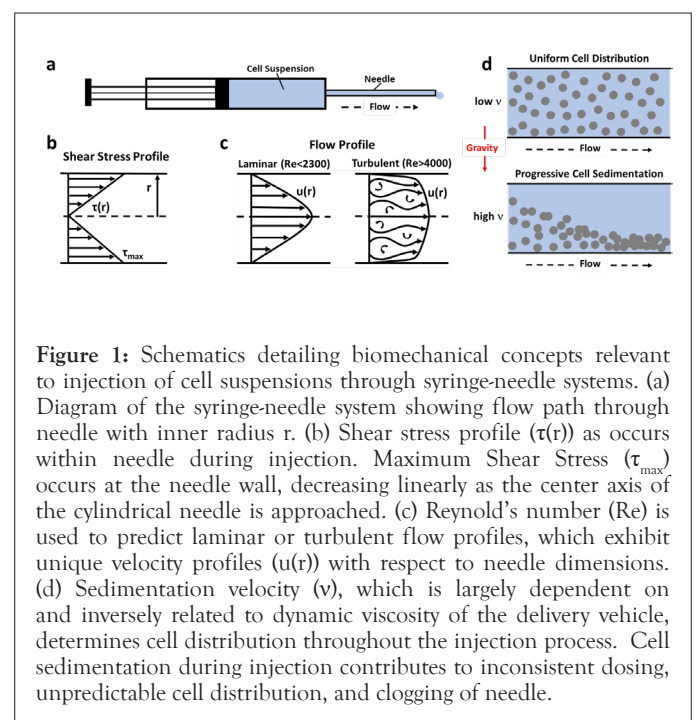 a
Cell Suspension
Needle
Flow
b
Shear Stress Profile
r
τ(r)
τmax
c
Flow Profile
Laminar (Re<2300)
Turbulent (Re>4000)
u(r)
u(r)
d
Uniform Cell Distribution
low ν
Flow
Gravity
Progressive Cell Sedimentation
high ν
Flow
Figure 1: Schematics detailing biomechanical concepts relevant
to injection of cell suspensions through syringe-needle systems. (a)
Diagram of the syringe-needle system showing flow path through
needle with inner radius r. (b) Shear stress profile (τ(r)) as occurs
within needle during injection. Maximum Shear Stress (τmax)
occurs at the needle wall, decreasing linearly as the center axis of
the cylindrical needle is approached. (c) Reynold's number (Re) is
used to predict laminar or turbulent flow profiles, which exhibit
unique velocity profiles (u(r)) with respect to needle dimensions.
(d) Sedimentation velocity (ν), which is largely dependent on
and inversely related to dynamic viscosity of the delivery vehicle,
determines cell distribution throughout the injection process. Cell
sedimentation during injection contributes to inconsistent dosing,
unpredictable cell distribution, and clogging of needle.